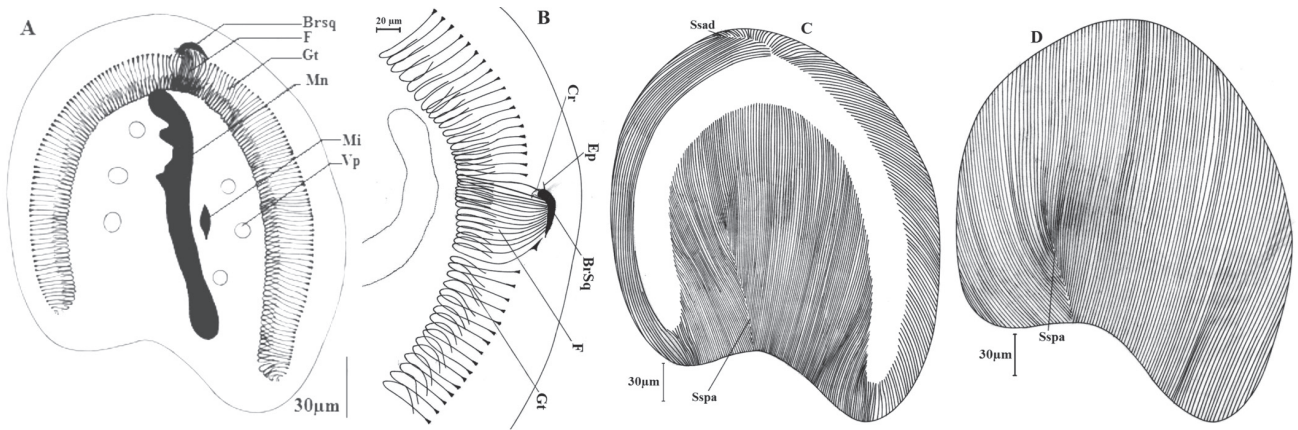 A
Brsq
F
Gt
Mn
Mi
Vp
30µm
B
20 µm
Cr
Ep
BrSq
F
Gt
C
Ssad
Sspa
30µm
D
Sspa
30µm